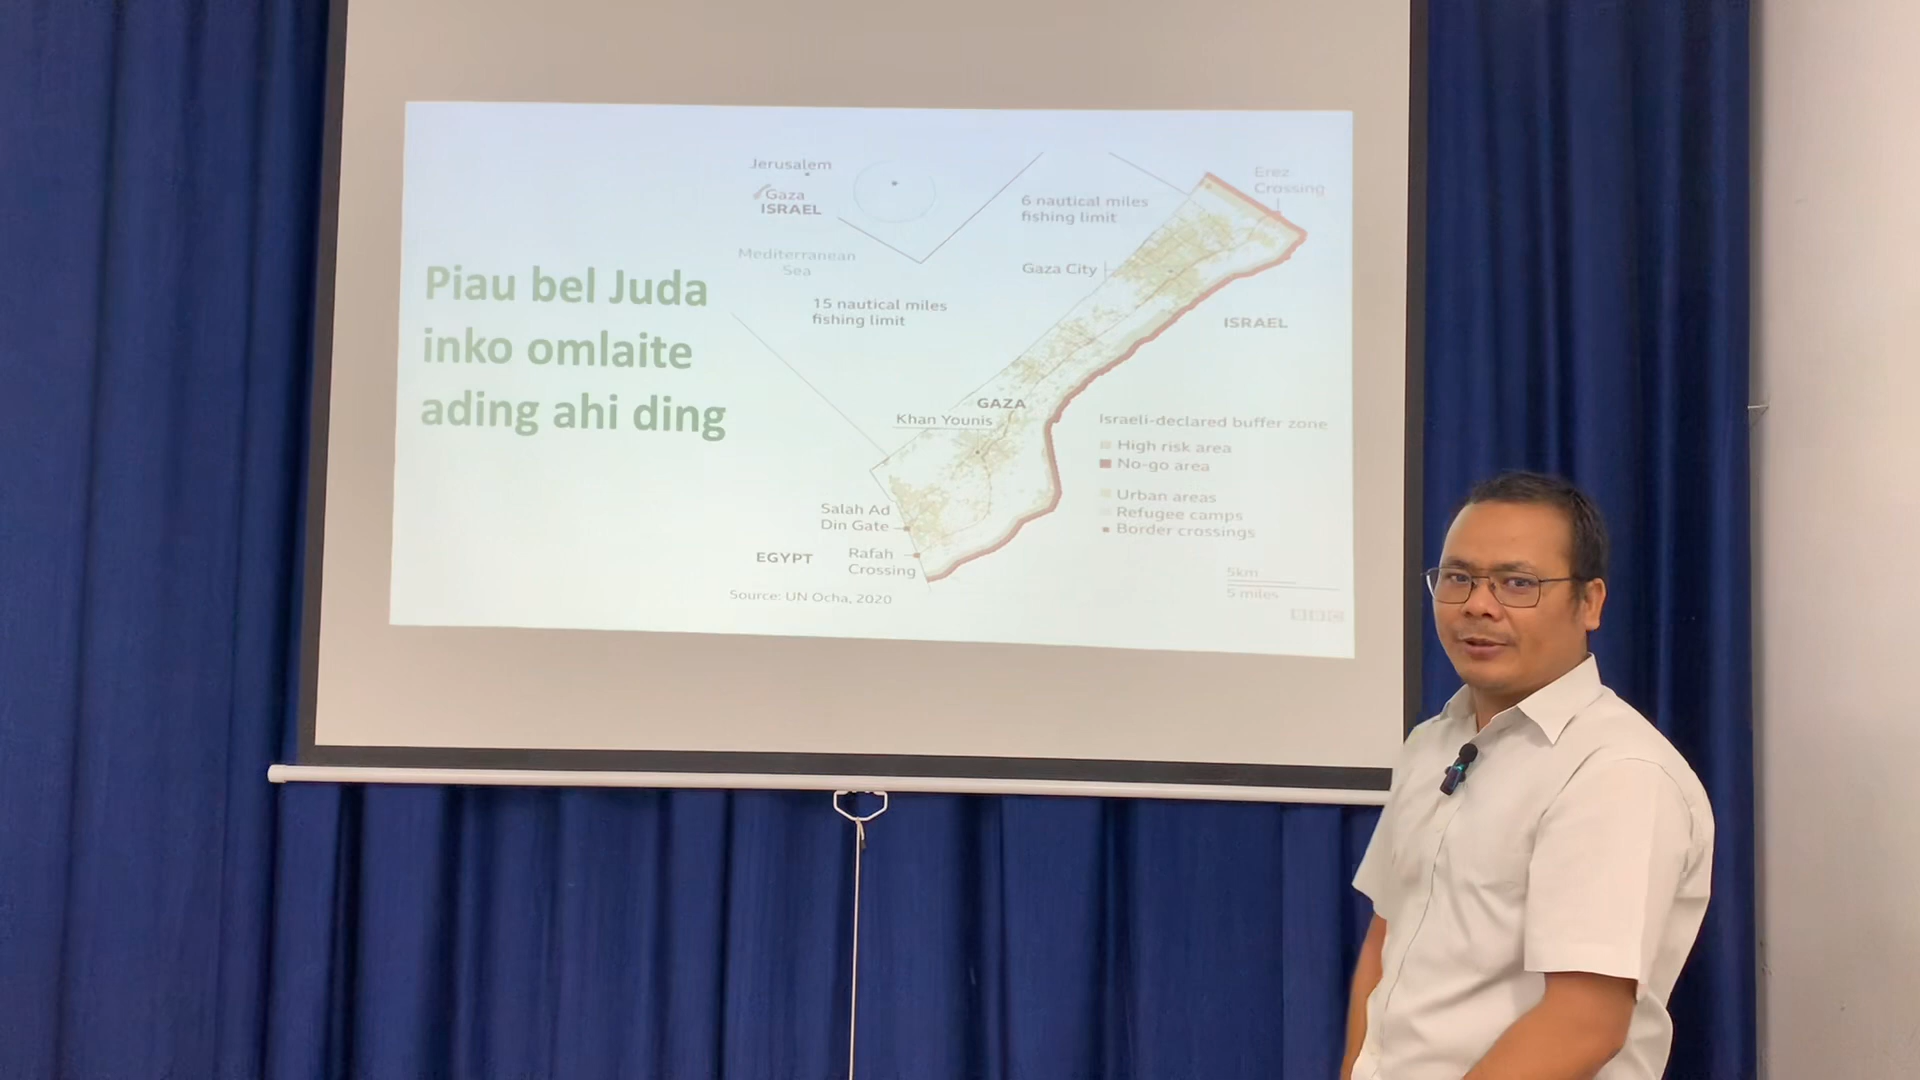 Piau bel Juda
inko omlaite
ading ahi ding
Jerusalem
Gaza
ISRAEL
Mediterranean
Sea
15 nautical miles
fishing limit
6 nautical miles
fishing limit
Erez
Crossing
Gaza City
ISRAEL
GAZA
Khan Younis
Israeli-declared buffer zone
High risk area
No-go area
Urban areas
Refugee camps
Border crossings
Salah Ad
Din Gate
EGYPT
Rafah
Crossing
5km
5 miles
Source: UN Ocha, 2020
BBC